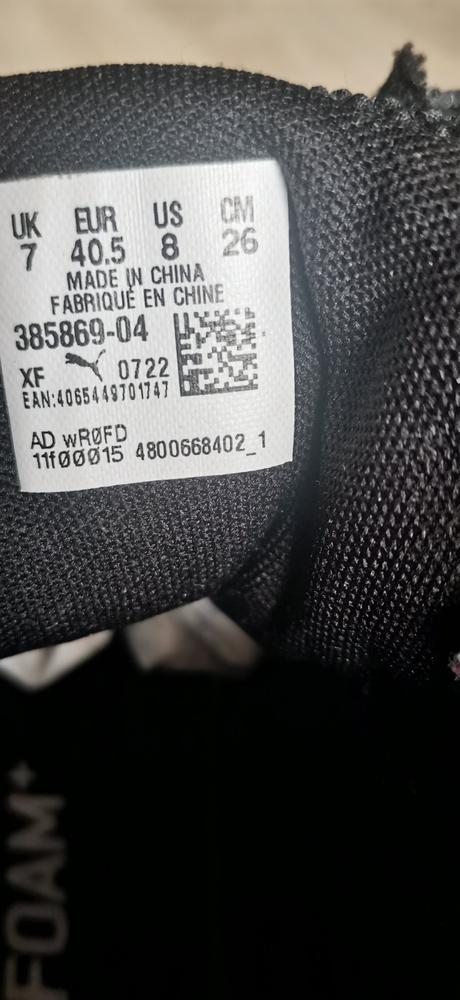 UK EUR US CM
7 40.5 8 26
MADE IN CHINA
FABRIQUÉ EN CHINE
385869-04
XF 0722
EAN:4065449701747
AD wRØFD
11fØØØ15 4800668402_1
FOAM+